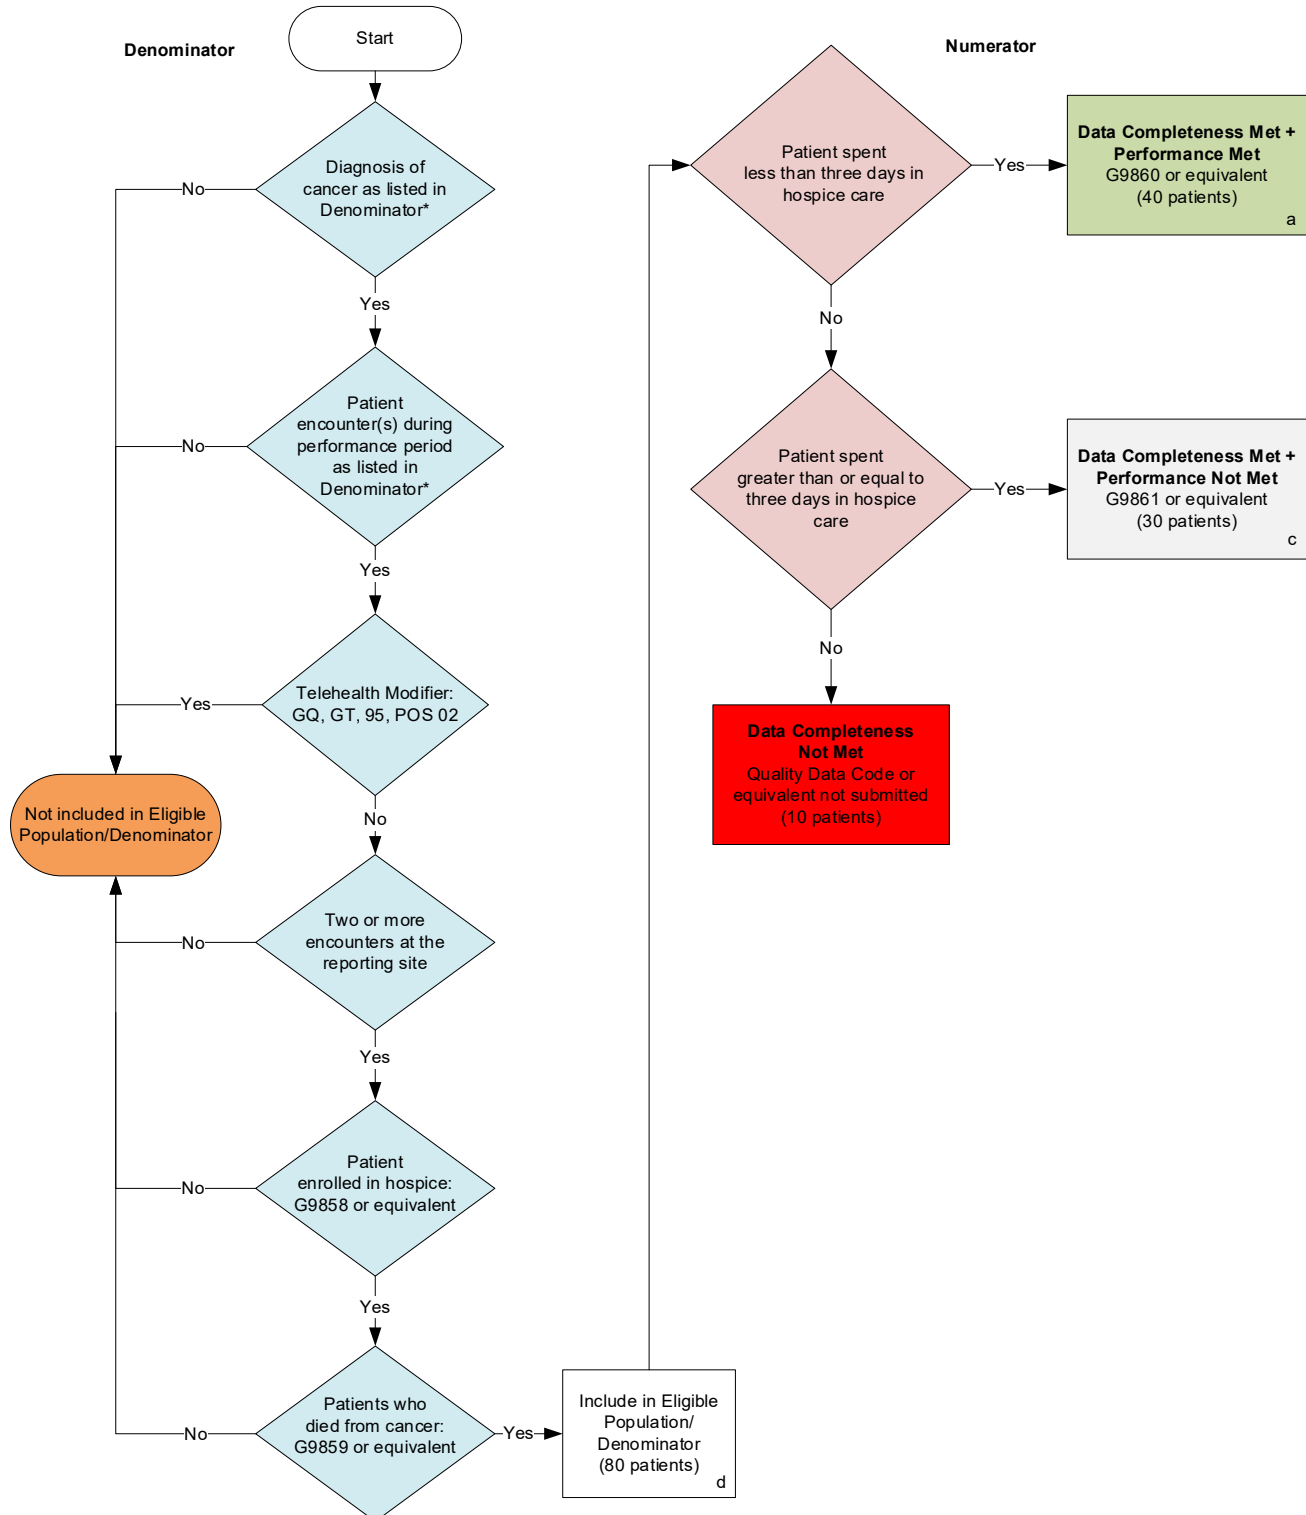 Denominator
Start
Diagnosis of
cancer as listed in
Denominator*
No
Yes
Patient
encounter(s) during
performance period
as listed in
Denominator*
No
Yes
Telehealth Modifier:
GQ, GT, 95, POS 02
Yes
No
Not included in Eligible
Population/Denominator
Two or more
encounters at the
reporting site
No
Yes
Patient
enrolled in hospice:
G9858 or equivalent
No
Yes
Patients who
died from cancer:
G9859 or equivalent
No
Yes
Include in Eligible
Population/
Denominator
(80 patients)
d
Numerator
Patient spent
less than three days in
hospice care
Yes
Data Completeness Met +
Performance Met
G9860 or equivalent
(40 patients)
a
No
Patient spent
greater than or equal to
three days in hospice
care
Yes
Data Completeness Met +
Performance Not Met
G9861 or equivalent
(30 patients)
c
No
Data Completeness
Not Met
Quality Data Code or
equivalent not submitted
(10 patients)